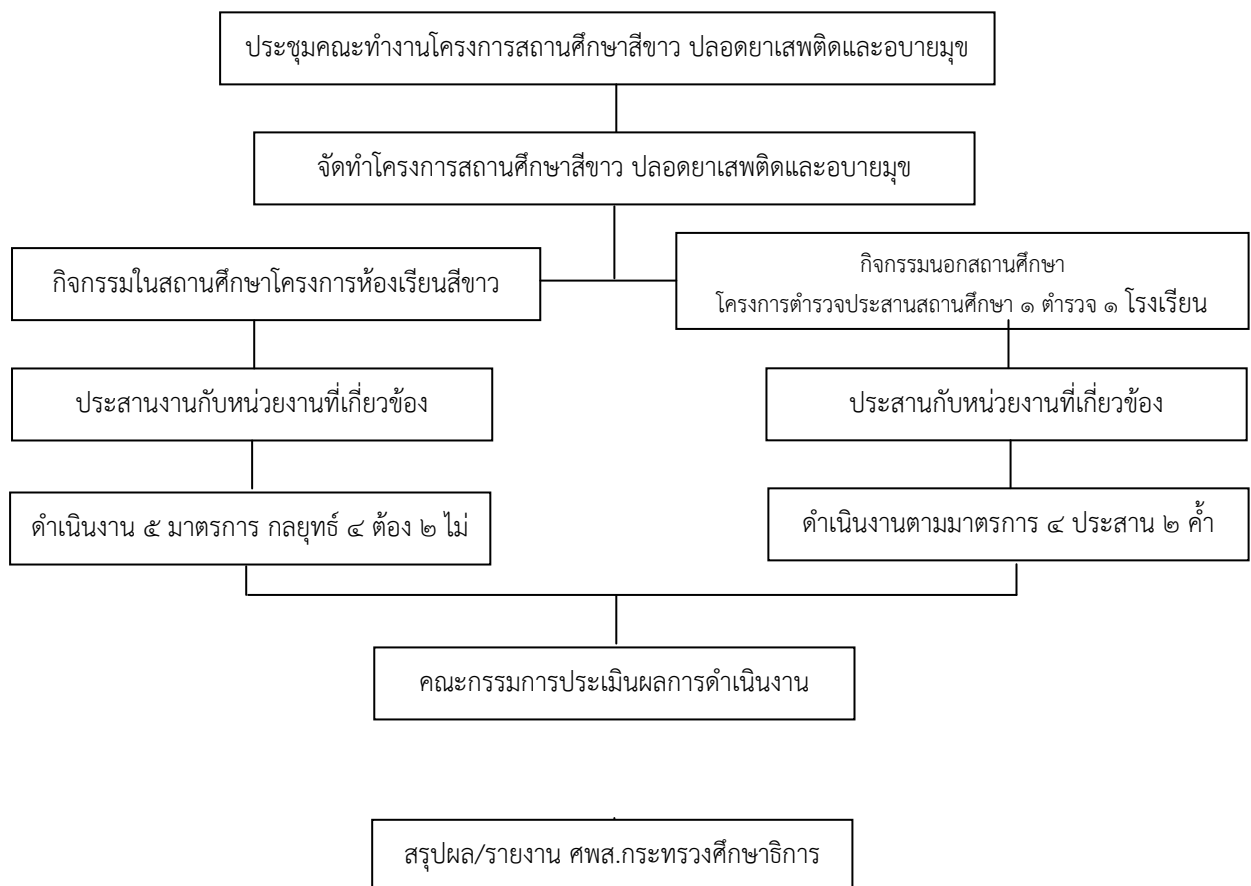 ประชุมคณะทำงานโครงการสถานศึกษาสีขาว ปลอดยาเสพติดและอบายมุข
จัดทำโครงการสถานศึกษาสีขาว ปลอดยาเสพติดและอบายมุข
กิจกรรมในสถานศึกษาโครงการห้องเรียนสีขาว
กิจกรรมนอกสถานศึกษา
โครงการตำรวจประสานสถานศึกษา ๑ ตำรวจ ๑ โรงเรียน
ประสานงานกับหน่วยงานที่เกี่ยวข้อง
ประสานกับหน่วยงานที่เกี่ยวข้อง
ดำเนินงาน ๕ มาตรการ กลยุทธ์ ๔ ต้อง ๒ ไม่
ดำเนินงานตามมาตรการ ๔ ประสาน ๒ ค้ำ
คณะกรรมการประเมินผลการดำเนินงาน
สรุปผล/รายงาน ศพส.กระทรวงศึกษาธิการ